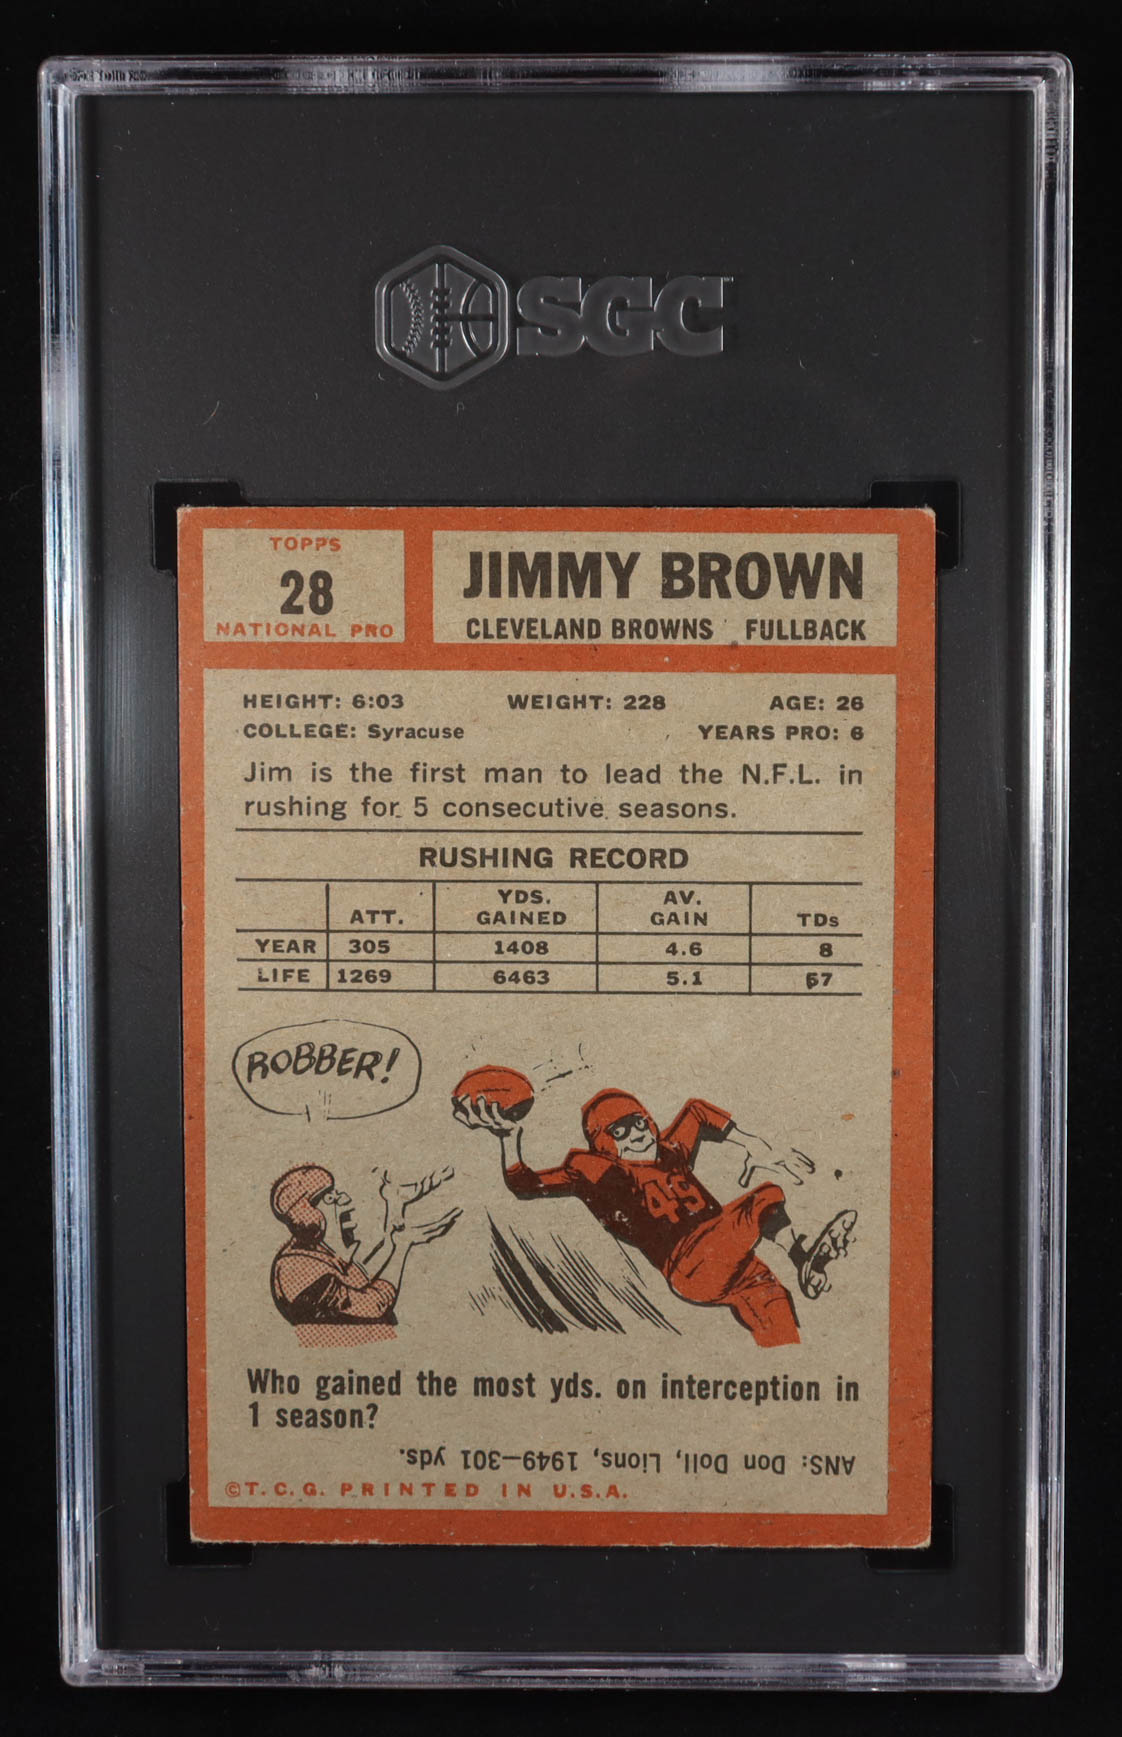 SGC
TOPPS
28
NATIONAL PRO
JIMMY BROWN
CLEVELAND BROWNS FULLBACK
HEIGHT: 6:03 WEIGHT: 228 AGE: 26
COLLEGE: Syracuse YEARS PRO: 6
Jim is the first man to lead the N.F.L. in
rushing for 5 consecutive seasons.
RUSHING RECORD
ATT. YDS. GAINED AV. GAIN TDs
YEAR 305 1408 4.6 8
LIFE 1269 6463 5.1 67
ROBBER!
49
Who gained the most yds. on interception in
1 season?
ANS: Don Doll, Lions, 1949—301 yds.
©T. C. G. PRINTED IN U.S.A.